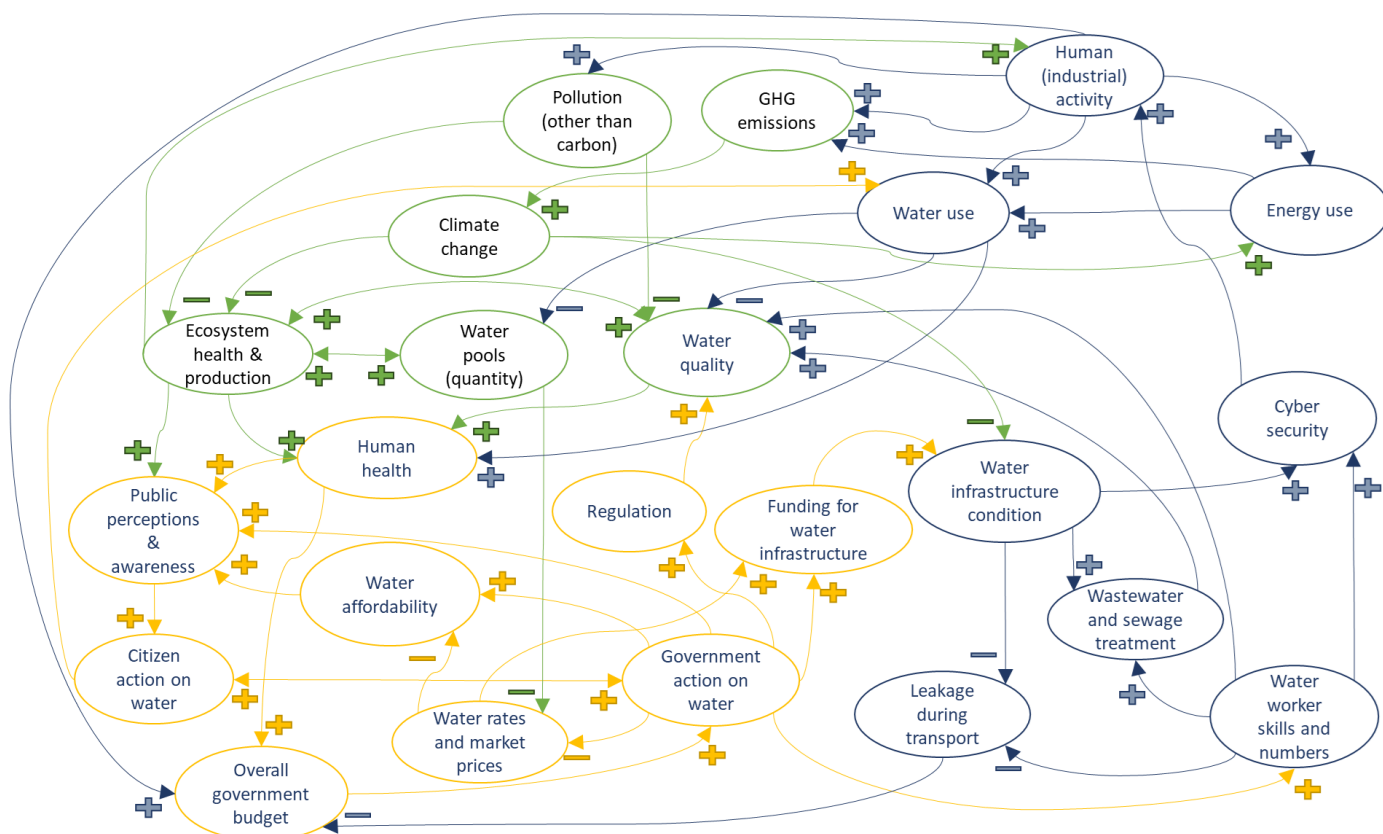 Human
(industrial)
activity
Pollution
(other than
carbon)
GHG
emissions
Water use
Energy use
Climate
change
Ecosystem
health &
production
Water
pools
(quantity)
Water
quality
Cyber
security
Human
health
Water
infrastructure
condition
Public
perceptions
&
awareness
Regulation
Funding for
water
infrastructure
Water
affordability
Wastewater
and sewage
treatment
Citizen
action on
water
Government
action on
water
Leakage
during
transport
Water
worker
skills and
numbers
Water rates
and market
prices
Overall
government
budget